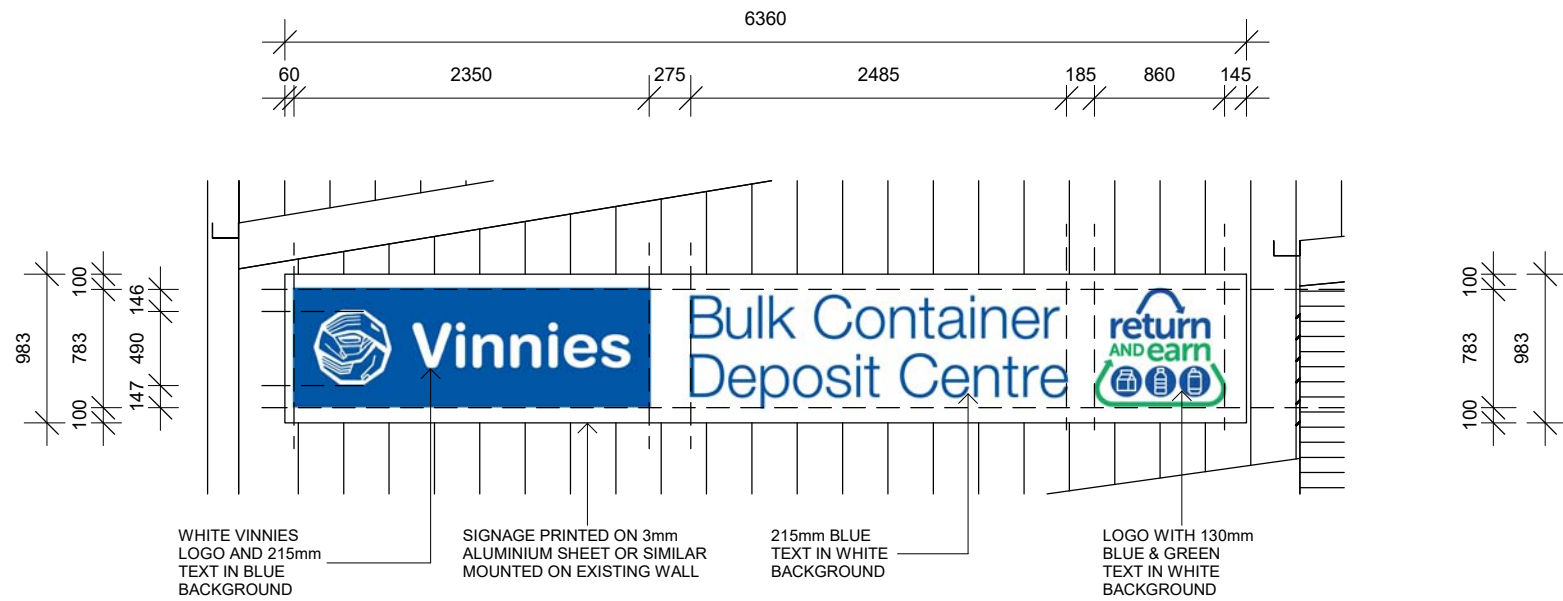 6360
60 2350 275 2485 185 860 145
983 100 783 100 146 490 147
Vinnies
Bulk Container
Deposit Centre
return
AND earn
100 783 100 983
WHITE VINNIES
LOGO AND 215mm
TEXT IN BLUE
BACKGROUND
SIGNAGE PRINTED ON 3mm
ALUMINIUM SHEET OR SIMILAR
MOUNTED ON EXISTING WALL
215mm BLUE
TEXT IN WHITE
BACKGROUND
LOGO WITH 130mm
BLUE & GREEN
TEXT IN WHITE
BACKGROUND